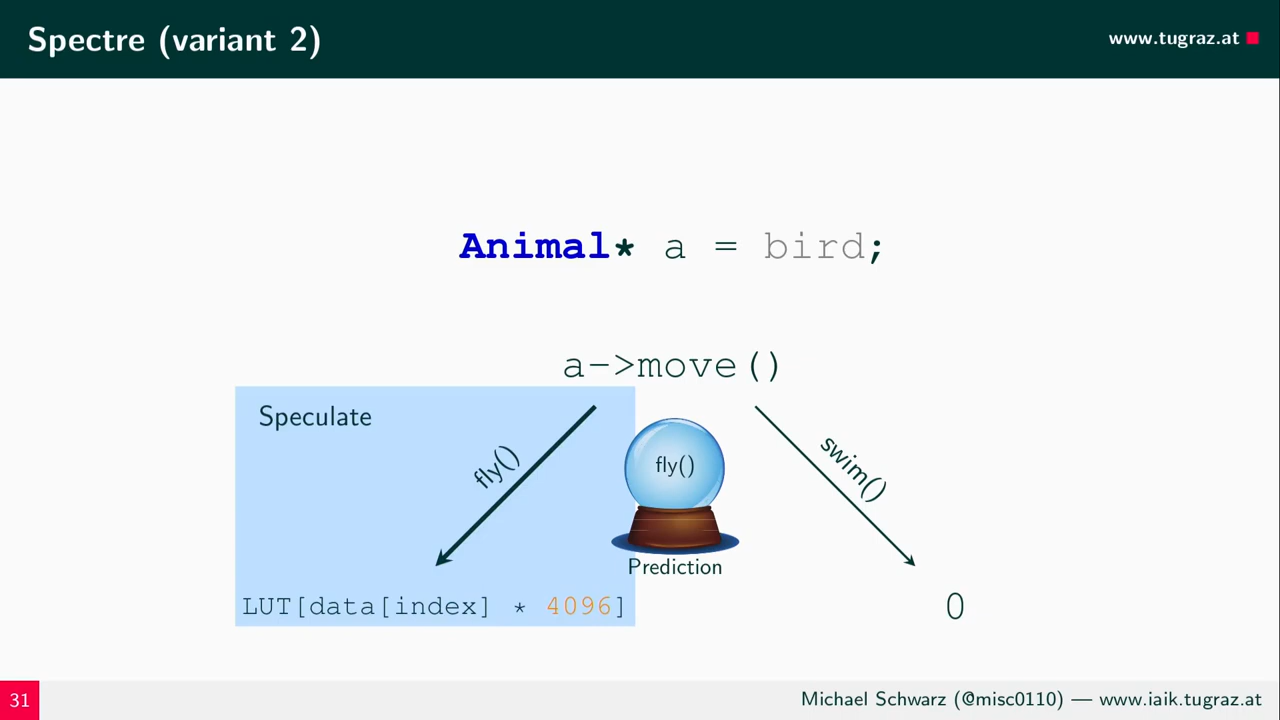 Spectre (variant 2)
www.tugraz.at
Animal* a = bird;
a->move()
Speculate
fly()
fly()
swim()
Prediction
LUT[data[index] * 4096]
0
31
Michael Schwarz (@misc0110) — www.iaik.tugraz.at